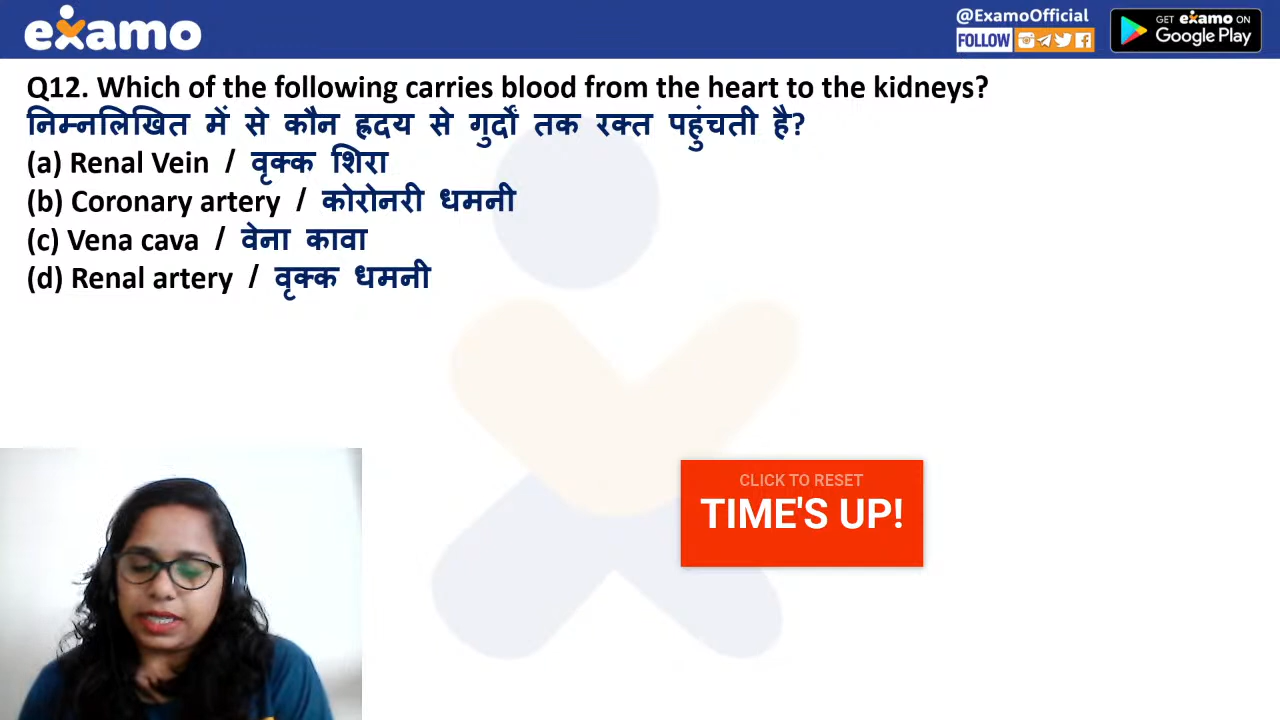 examo
@ExamoOfficial
FOLLOW
GET examo ON
Google Play
Q12. Which of the following carries blood from the heart to the kidneys?
निम्नलिखित में से कौन ह्रदय से गुर्दों तक रक्त पहुंचती है?
(a) Renal Vein / वृक्क शिरा
(b) Coronary artery / कोरोनरी धमनी
(c) Vena cava / वेना कावा
(d) Renal artery / वृक्क धमनी
CLICK TO RESET
TIME'S UP!